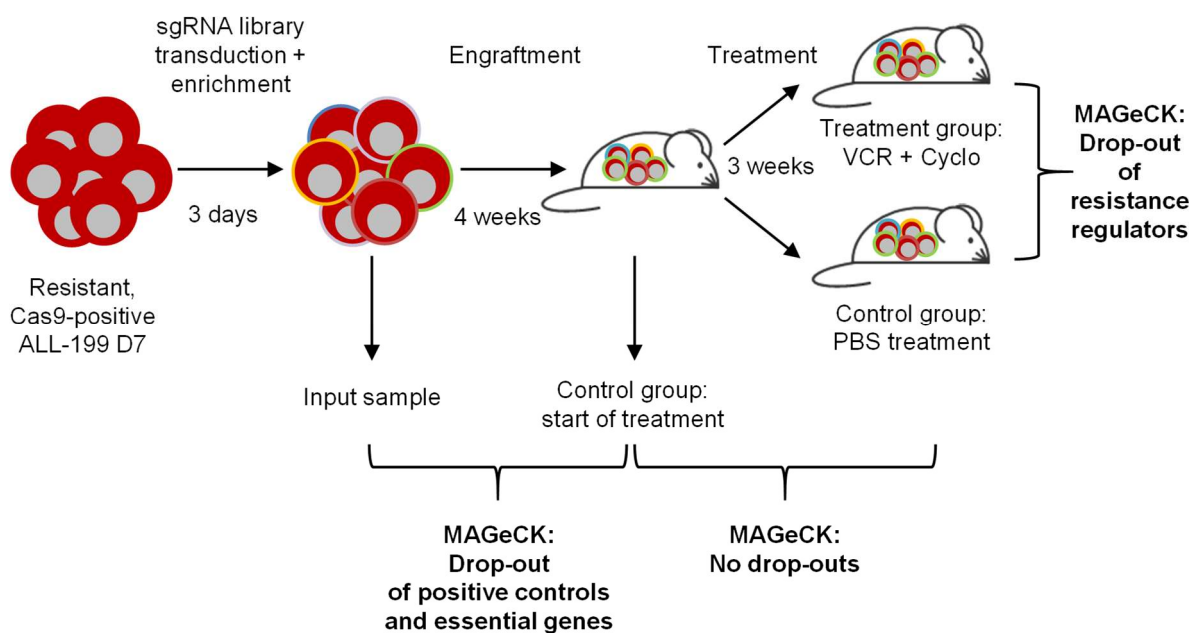 sgRNA library
transduction +
enrichment
Engraftment
Treatment
3 days
4 weeks
3 weeks
Treatment group:
VCR + Cyclo
MAGeCK:
Drop-out
of
resistance
regulators
Resistant,
Cas9-positive
ALL-199 D7
Control group:
PBS treatment
Input sample
Control group:
start of treatment
MAGeCK:
Drop-out
of positive controls
and essential genes
MAGeCK:
No drop-outs